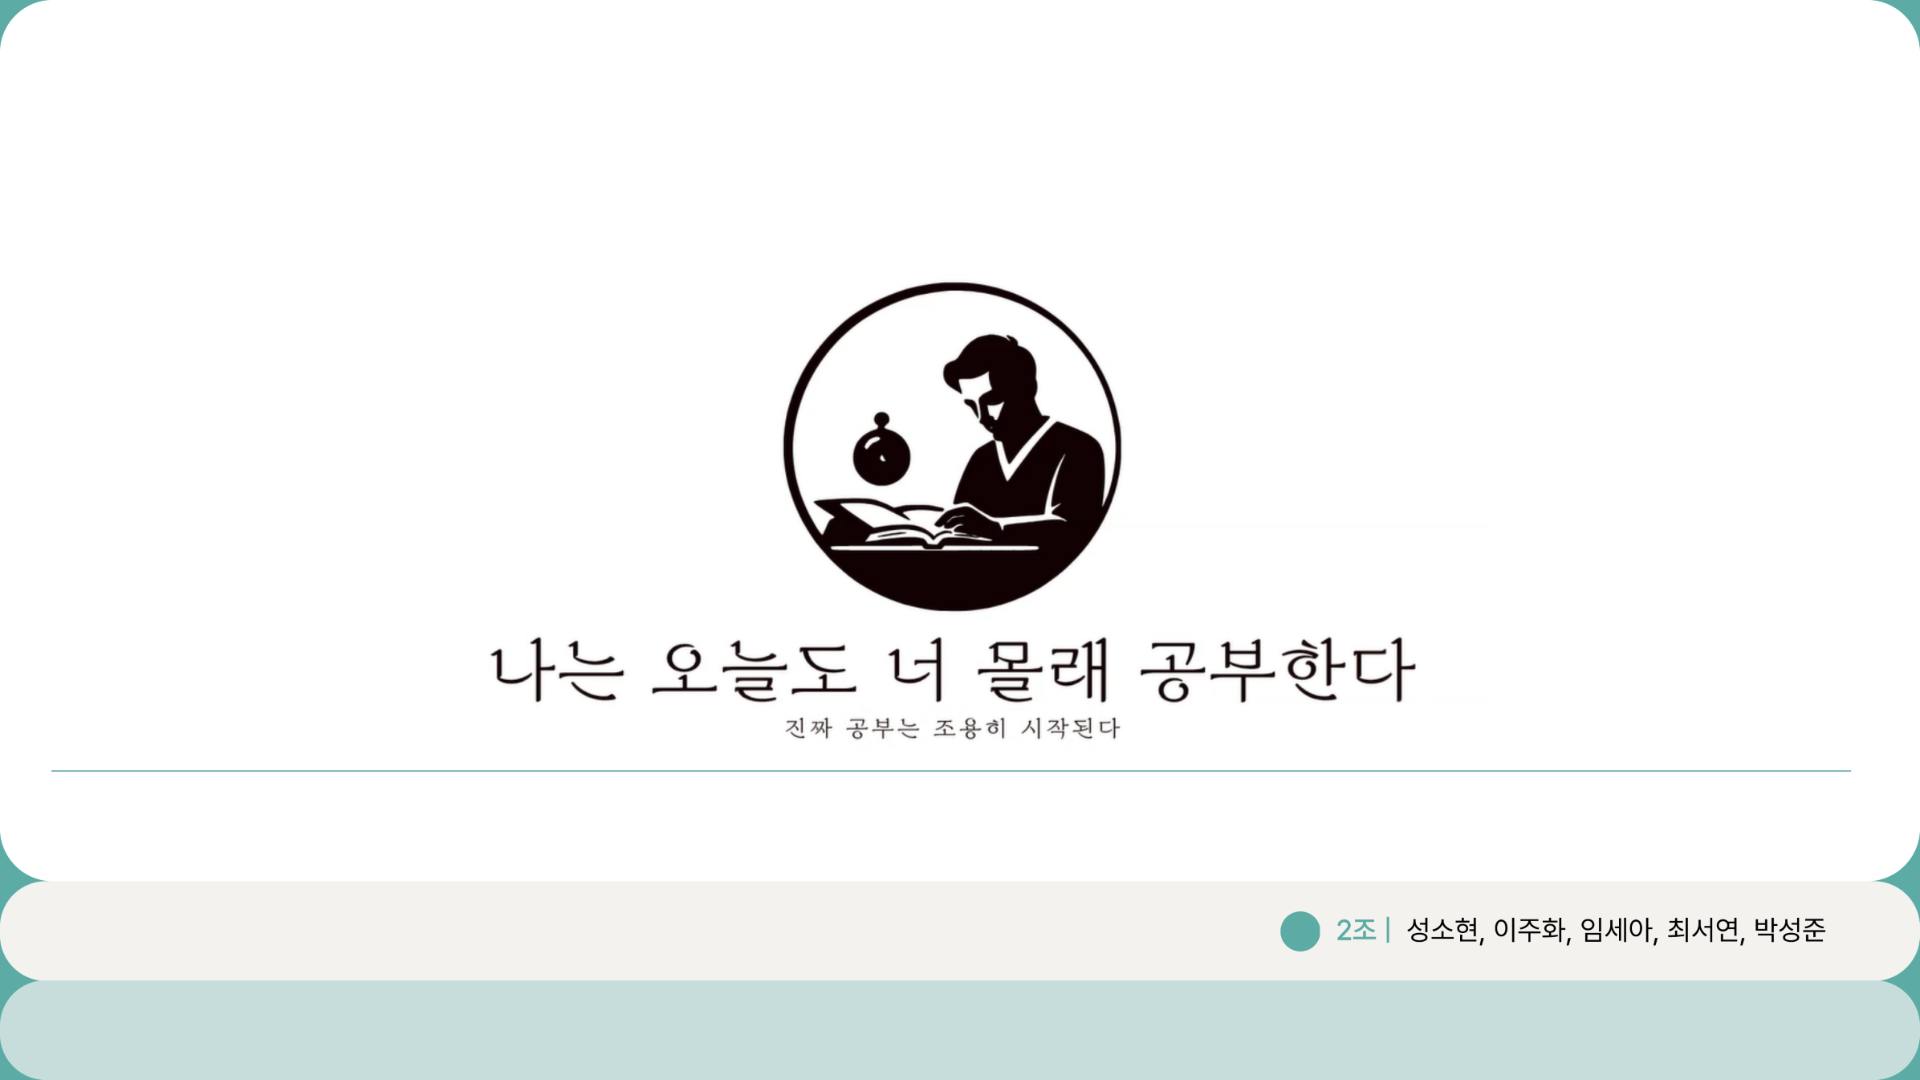 나는 오늘도 너 몰래 공부한다
진짜 공부는 조용히 시작된다
2조 | 성소현, 이주화, 임세아, 최서연, 박성준